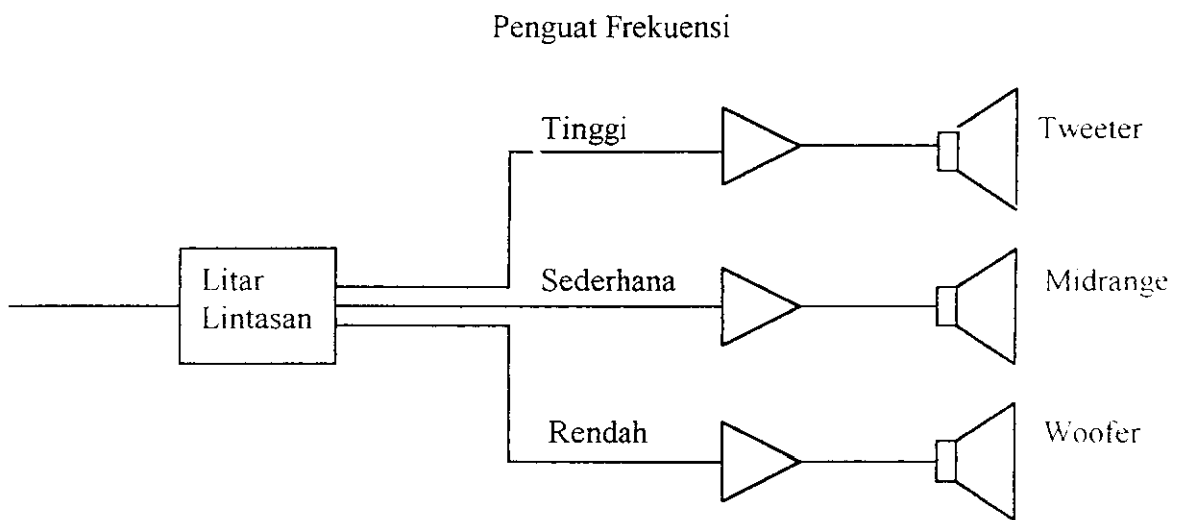 Penguat Frekuensi
Tinggi
Tweeter
Litar
Lintasan
Sederhana
Midrange
Rendah
Woofer